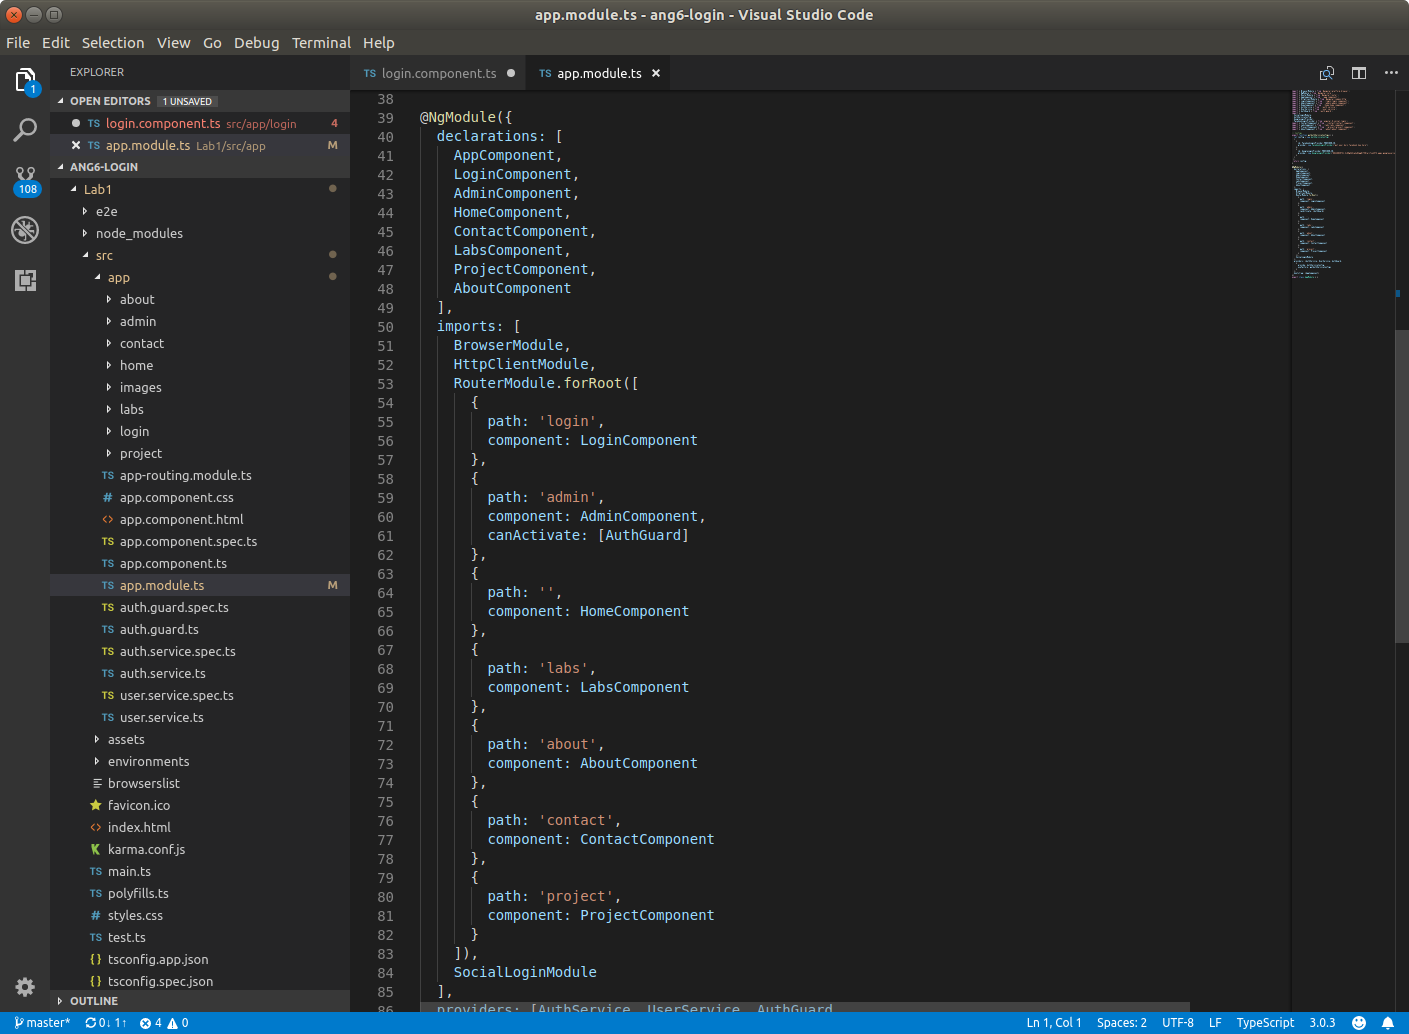 app.module.ts - ang6-login - Visual Studio Code
File Edit Selection View Go Debug Terminal Help
EXPLORER
OPEN EDITORS 1 UNSAVED
TS login.component.ts src/app/login 4
TS app.module.ts Lab1/src/app M
ANG6-LOGIN
Lab1
e2e
node_modules
src
app
about
admin
contact
home
images
labs
login
project
TS app-routing.module.ts
# app.component.css
<> app.component.html
TS app.component.spec.ts
TS app.component.ts
TS app.module.ts M
TS auth.guard.spec.ts
TS auth.guard.ts
TS auth.service.spec.ts
TS auth.service.ts
TS user.service.spec.ts
TS user.service.ts
assets
environments
browserslist
favicon.ico
<> index.html
karma.conf.js
TS main.ts
TS polyfills.ts
# styles.css
TS test.ts
{} tsconfig.app.json
{} tsconfig.spec.json
OUTLINE
1
108
TS login.component.ts TS app.module.ts
38
39 @NgModule({
40 declarations: [
41 AppComponent,
42 LoginComponent,
43 AdminComponent,
44 HomeComponent,
45 ContactComponent,
46 LabsComponent,
47 ProjectComponent,
48 AboutComponent
49 ],
50 imports: [
51 BrowserModule,
52 HttpClientModule,
53 RouterModule.forRoot([
54 {
55 path: 'login',
56 component: LoginComponent
57 },
58 {
59 path: 'admin',
60 component: AdminComponent,
61 canActivate: [AuthGuard]
62 },
63 {
64 path: '',
65 component: HomeComponent
66 },
67 {
68 path: 'labs',
69 component: LabsComponent
70 },
71 {
72 path: 'about',
73 component: AboutComponent
74 },
75 {
76 path: 'contact',
77 component: ContactComponent
78 },
79 {
80 path: 'project',
81 component: ProjectComponent
82 }
83 ]),
84 SocialLoginModule
85 ],
86 providers: [AuthService, UserService, AuthGuard
master* 0↓ 1↑ 4 0 Ln 1, Col 1 Spaces: 2 UTF-8 LF TypeScript 3.0.3